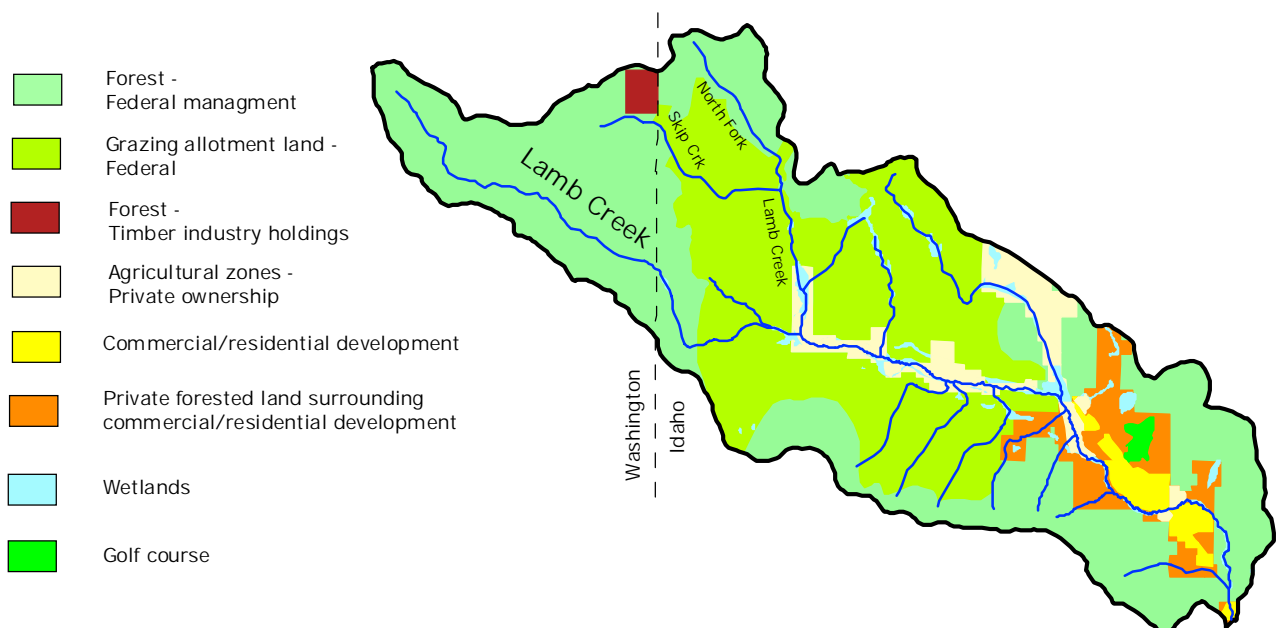 Forest -
Federal managment
Grazing allotment land -
Federal
Forest -
Timber industry holdings
Agricultural zones -
Private ownership
Commercial/residential development
Private forested land surrounding
commercial/residential development
Wetlands
Golf course
Lamb Creek
Skip Crk
North Fork
Lamb Creek
Washington
Idaho